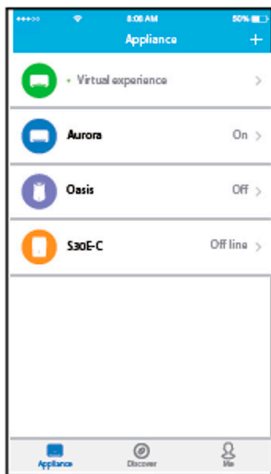 8:08 AM 50%
Appliance +
• Virtual experience >
Aurora On >
Oasis Off >
S30E-C Off line >
Appliance Discover Me